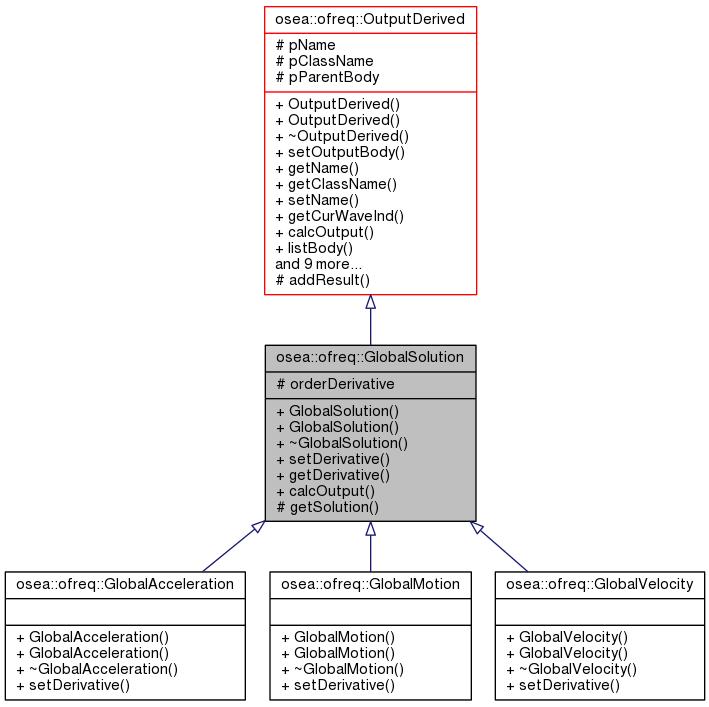 osea::ofreq::OutputDerived
# pName
# pClassName
# pParentBody
+ OutputDerived()
+ OutputDerived()
+ ~OutputDerived()
+ setOutputBody()
+ getName()
+ getClassName()
+ setName()
+ getCurWaveInd()
+ calcOutput()
+ listBody()
and 9 more...
# addResult()
osea::ofreq::GlobalSolution
# orderDerivative
+ GlobalSolution()
+ GlobalSolution()
+ ~GlobalSolution()
+ setDerivative()
+ getDerivative()
+ calcOutput()
# getSolution()
osea::ofreq::GlobalAcceleration
+ GlobalAcceleration()
+ GlobalAcceleration()
+ ~GlobalAcceleration()
+ setDerivative()
osea::ofreq::GlobalMotion
+ GlobalMotion()
+ GlobalMotion()
+ ~GlobalMotion()
+ setDerivative()
osea::ofreq::GlobalVelocity
+ GlobalVelocity()
+ GlobalVelocity()
+ ~GlobalVelocity()
+ setDerivative()